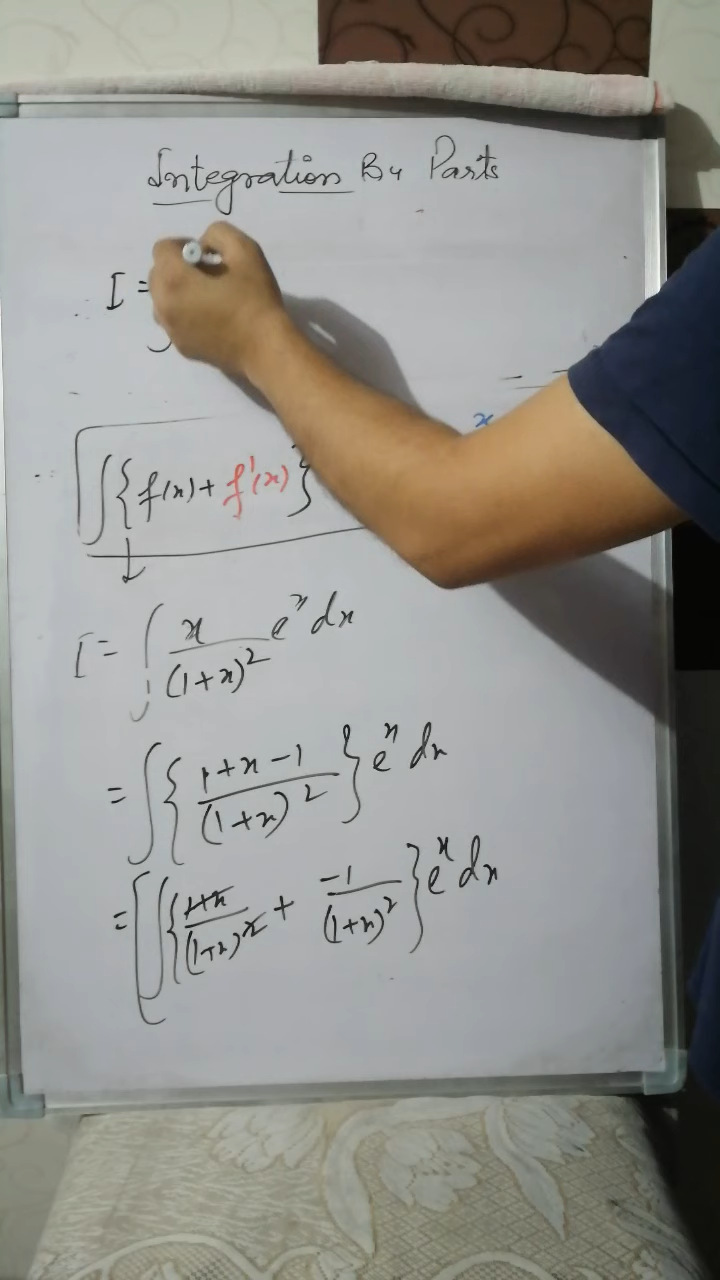 Integration By Parts
I = ∫
∫{f(x) + f'(x)}
I = ∫ x/(1+x)² eˣ dx
= ∫{(1+x-1)/(1+x)²} eˣ dx
= [∫{(1+x)/(1+x)² + -1/(1+x)²} eˣ dx